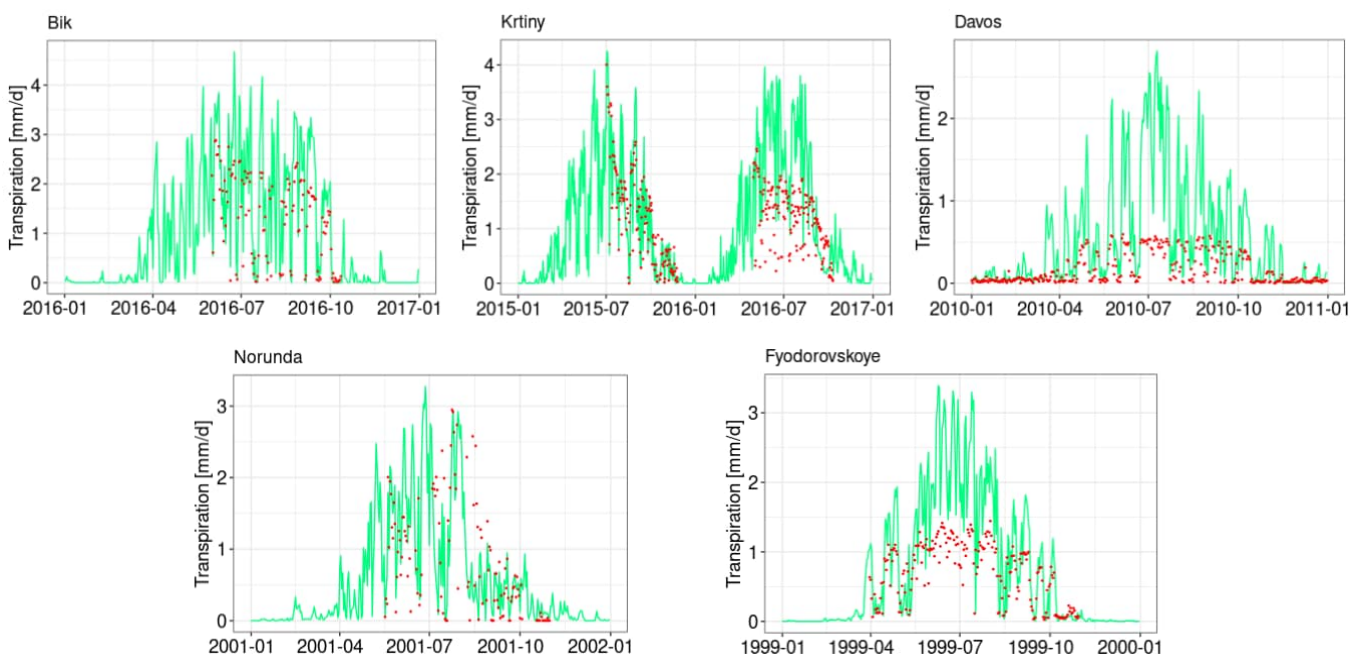 Bik
Transpiration [mm/d]
4
3
2
1
0
2016-01 2016-04 2016-07 2016-10 2017-01
Krtiny
Transpiration [mm/d]
4
3
2
1
0
2015-01 2015-07 2016-01 2016-07 2017-01
Davos
Transpiration [mm/d]
2
1
0
2010-01 2010-04 2010-07 2010-10 2011-01
Norunda
Transpiration [mm/d]
3
2
1
0
2001-01 2001-04 2001-07 2001-10 2002-01
Fyodorovskoye
Transpiration [mm/d]
3
2
1
0
1999-01 1999-04 1999-07 1999-10 2000-01